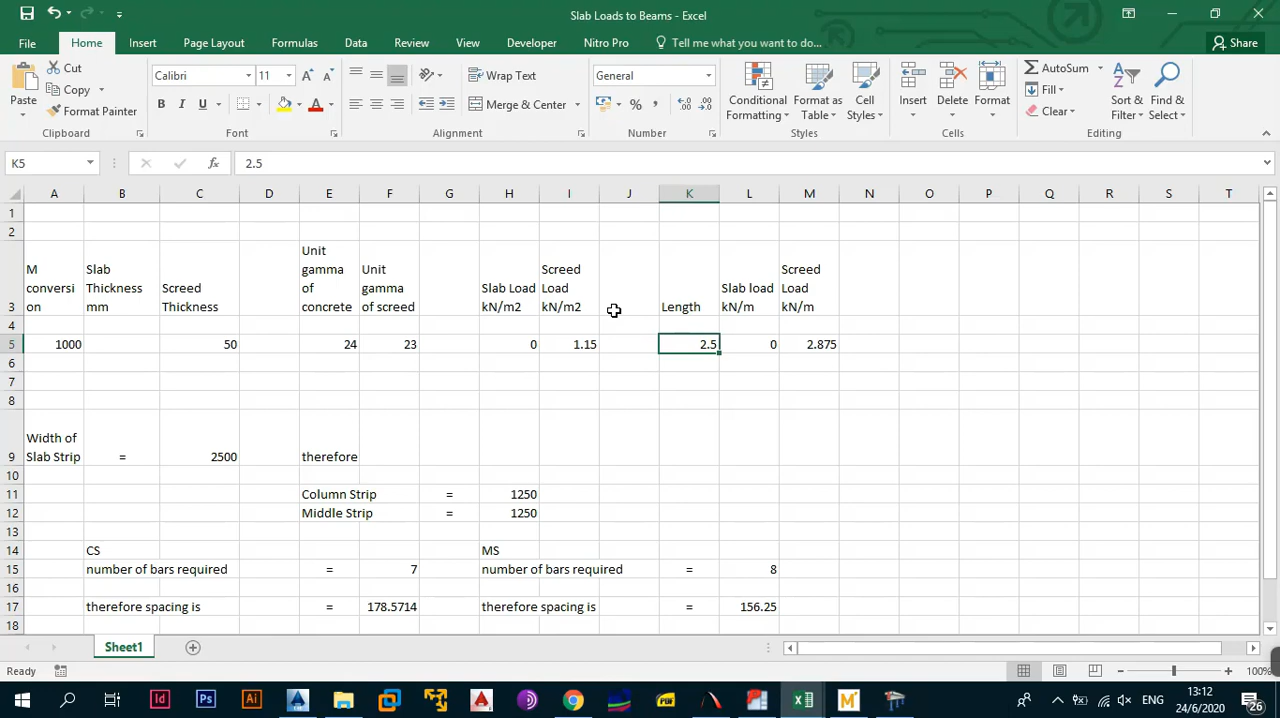 Slab Loads to Beams - Excel
File Home Insert Page Layout Formulas Data Review View Developer Nitro Pro Tell me what you want to do... Share
Paste
Cut
Copy
Format Painter
Clipboard
Calibri 11
B I U
A
Font
Wrap Text
Merge & Center
Alignment
General
% ,
Number
Conditional
Formatting
Format as
Table
Cell
Styles
Styles
Insert Delete Format
Cells
AutoSum
Fill
Clear
Sort &
Filter
Find &
Select
Editing
K5 fx 2.5
A B C D E F G H I J K L M N O P Q R S T
1
2
3
M
conversi
on
Slab
Thickness
mm
Screed
Thickness
Unit
gamma
of
concrete
Unit
gamma
of screed
Slab Load
kN/m2
Screed
Load
kN/m2
Length
Slab load
kN/m
Screed
Load
kN/m
4
5 1000 50 24 23 0 1.15 2.5 0 2.875
6
7
8
9
Width of
Slab Strip
= 2500 therefore
10
11 Column Strip = 1250
12 Middle Strip = 1250
13
14 CS MS
15 number of bars required = 7 number of bars required = 8
16
17 therefore spacing is = 178.5714 therefore spacing is = 156.25
18
Sheet1
Ready 100%
Id Ps Ai A PDF M ENG 13:12
24/6/2020 26